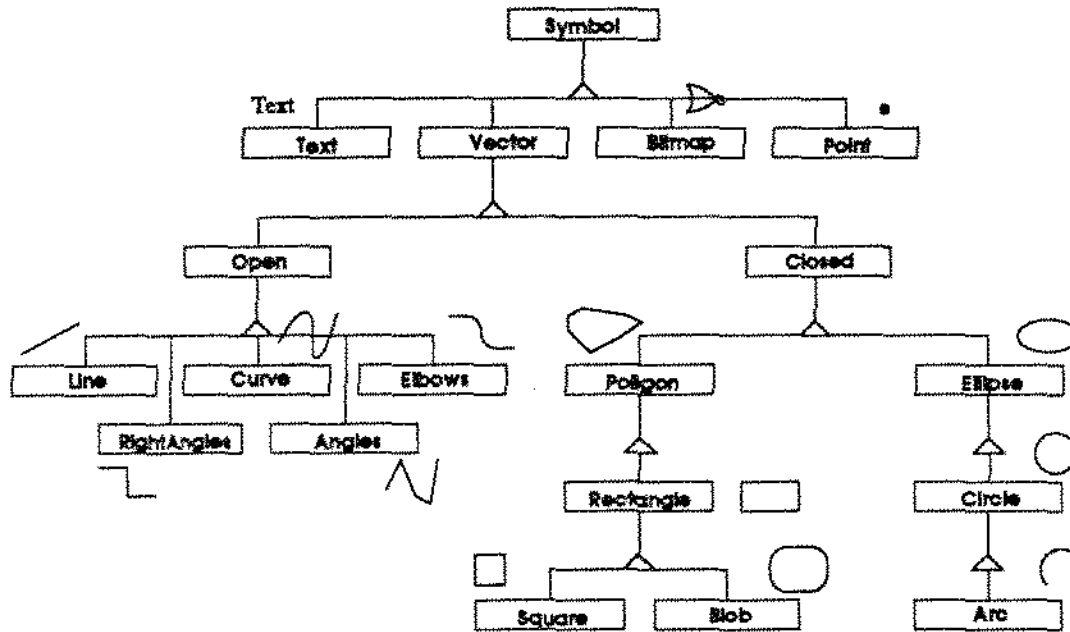 Symbol
Text
Text Vector Bitmap Point
Open Closed
Line Curve Elbows Poligon Ellipse
RightAngles Angles
Rectangle Circle
Square Blob Arc